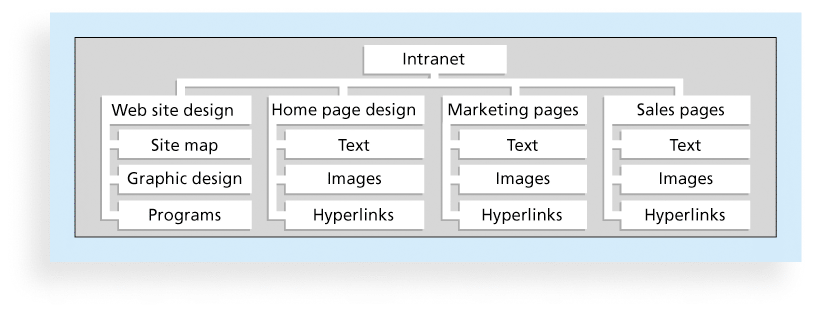 Intranet
Web site design
Home page design
Marketing pages
Sales pages
Site map
Text
Text
Text
Graphic design
Images
Images
Images
Programs
Hyperlinks
Hyperlinks
Hyperlinks